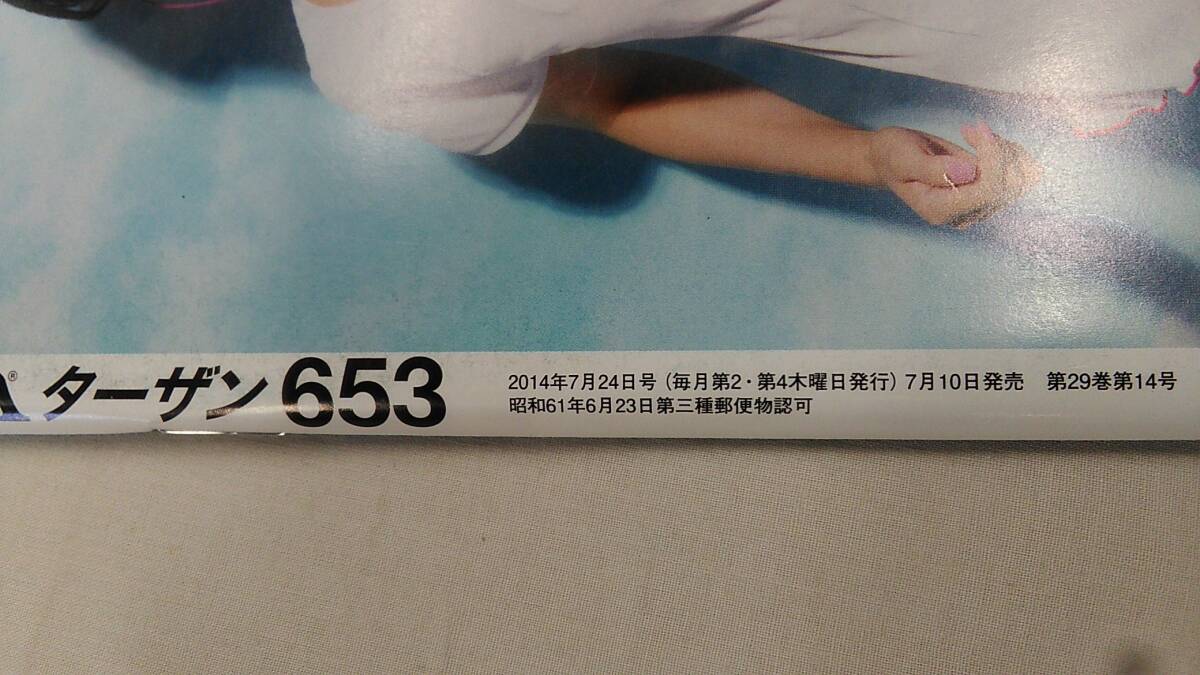 ® ターザン 653
2014年7月24日号（毎月第2・第4木曜日発行）7月10日発売　第29巻第14号
昭和61年6月23日第三種郵便物認可